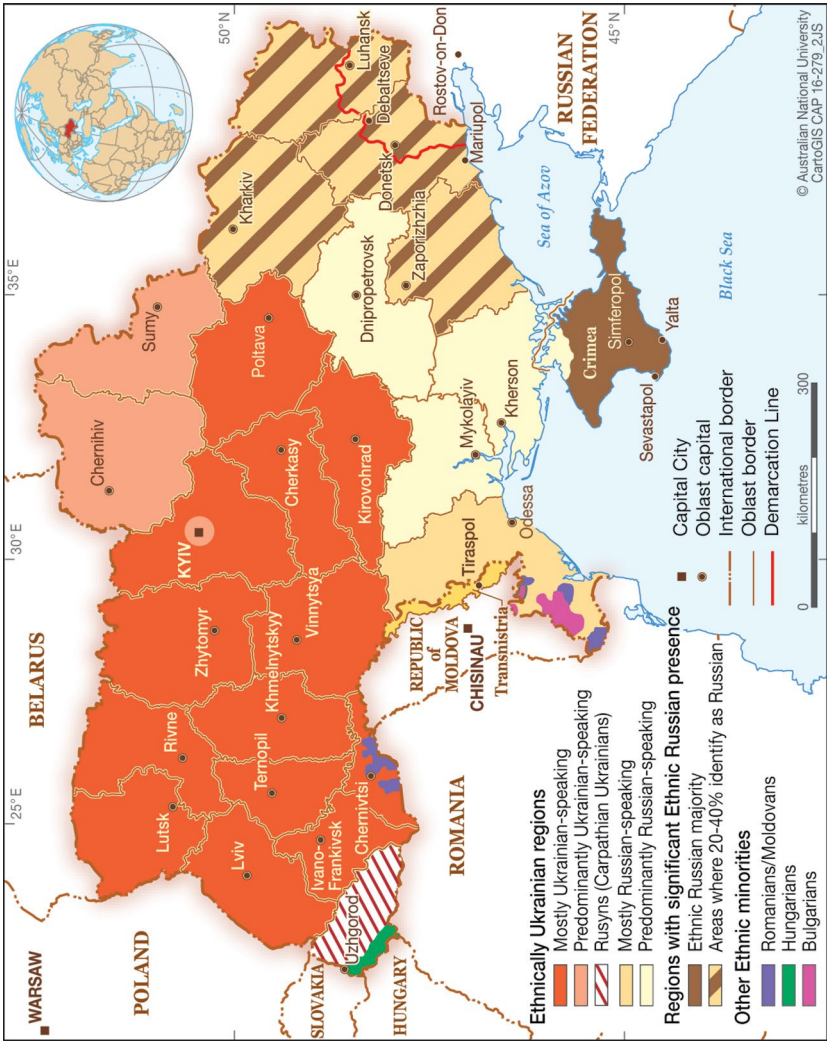 50°N
45°N
35°E
30°E
25°E
WARSAW
POLAND
BELARUS
SLOVAKIA
HUNGARY
ROMANIA
REPUBLIC
of
MOLDOVA
CHISINAU
Transnistria
Tiraspol
RUSSIAN
FEDERATION
Rostov-on-Don
Lutsk
Rivne
Lviv
Ternopil
Khmelnytskyy
Ivano-
Frankivsk
Chernivtsi
Uzhgorod
Zhytomyr
Vinnytsya
KYIV
Chernihiv
Sumy
Cherkasy
Poltava
Kirovohrad
Kharkiv
Luhansk
Debaltseve
Donetsk
Mariupol
Dnipropetrovsk
Zaporizhzhia
Mykolayiv
Kherson
Odessa
Crimea
Simferopol
Sevastapol
Yalta
Sea of Azov
Black Sea
Ethnically Ukrainian regions
Mostly Ukrainian-speaking
Predominantly Ukrainian-speaking
Rusyns (Carpathian Ukrainians)
Mostly Russian-speaking
Predominantly Russian-speaking
Regions with significant Ethnic Russian presence
Ethnic Russian majority
Areas where 20-40% identify as Russian
Other Ethnic minorities
Romanians/Moldovans
Hungarians
Bulgarians
Capital City
Oblast capital
International border
Oblast border
Demarcation Line
0
kilometres
300
© Australian National University
CartoGIS CAP 16-279_2JS